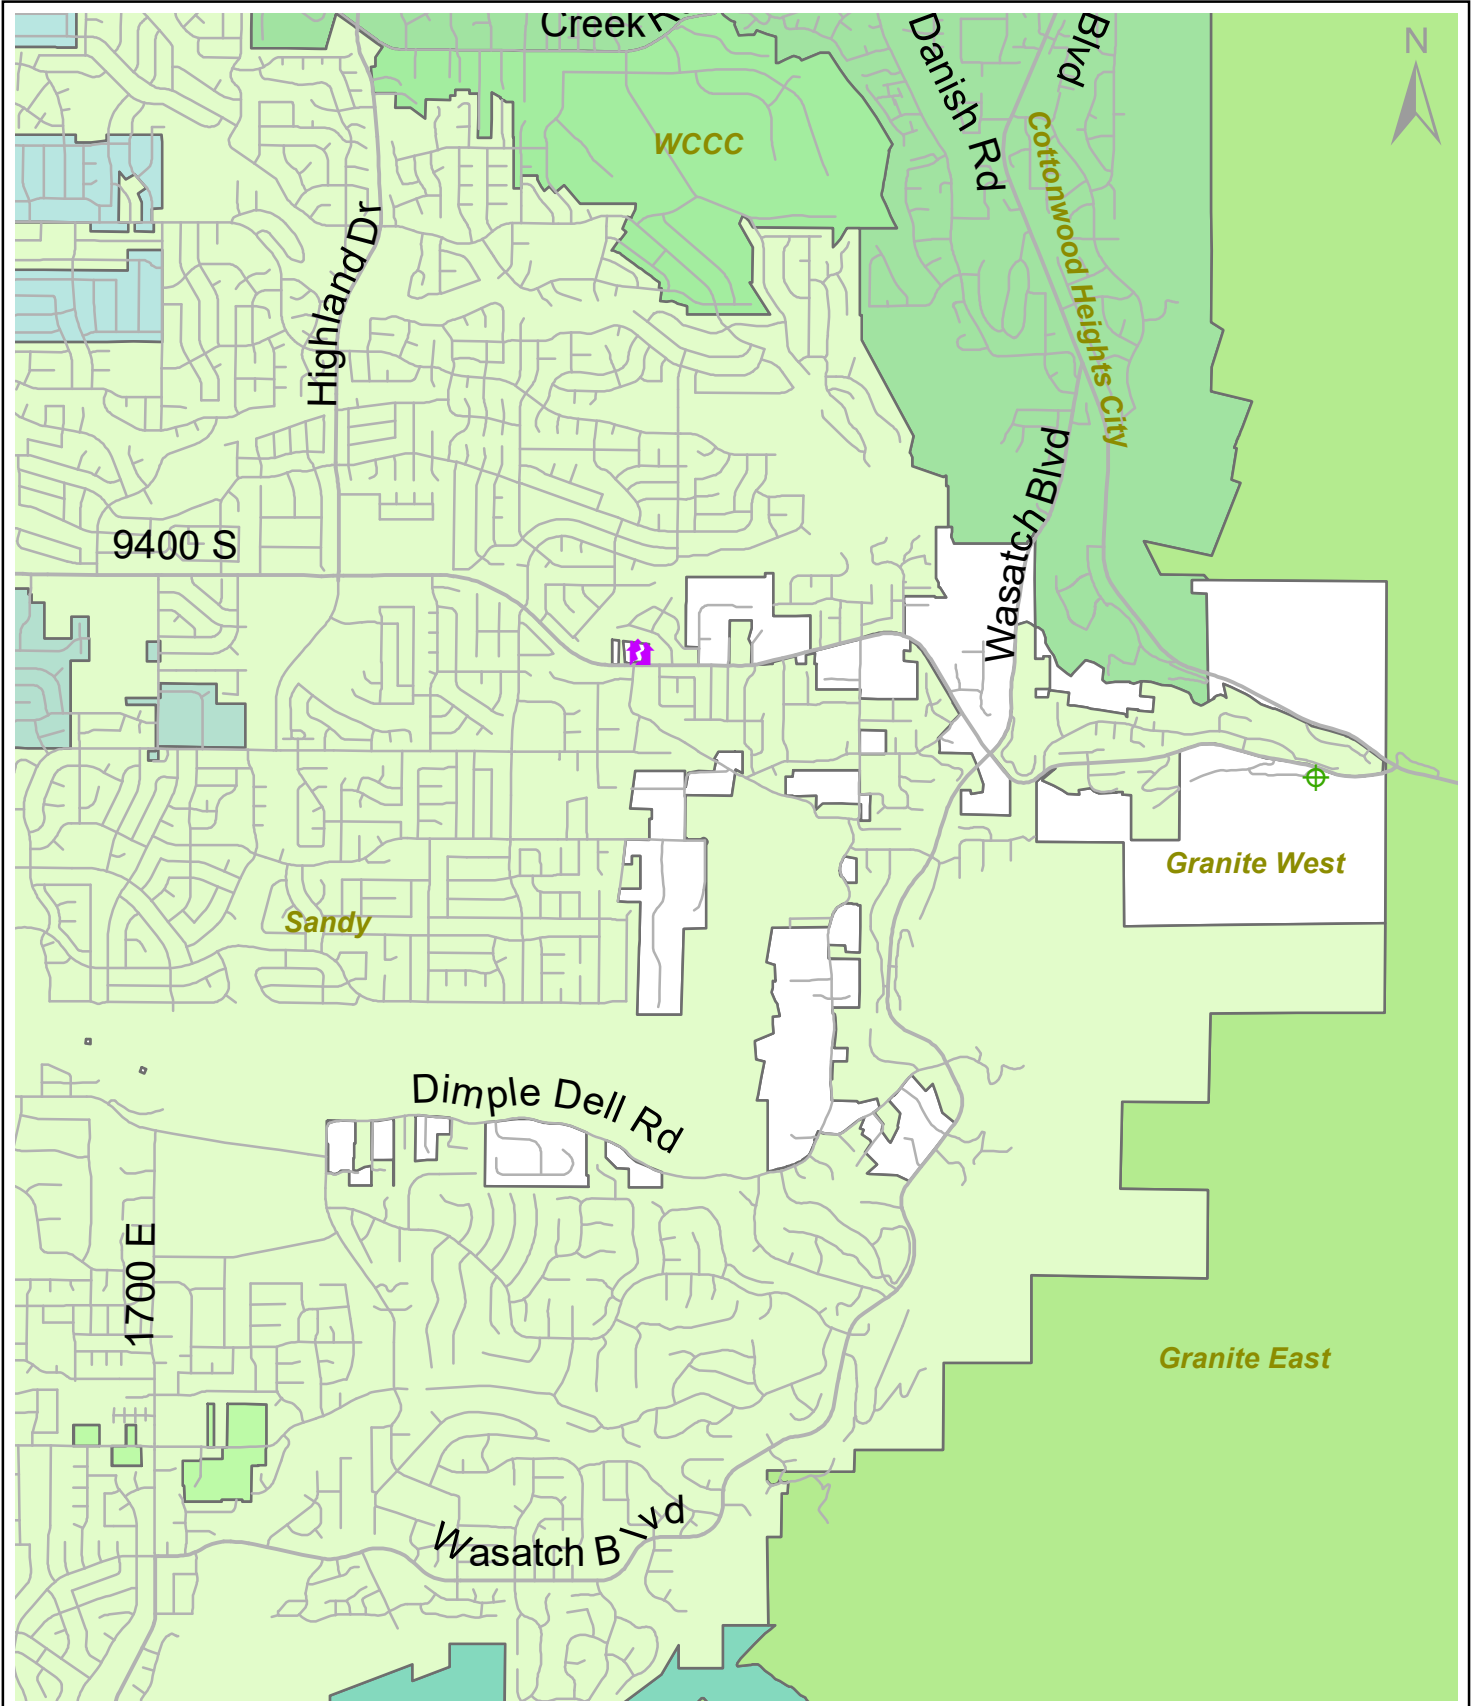 Creek R
Danish Rd
Blvd
N
WCCC
Cottonwood Heights City
Highland Dr
Wasatch Blvd
9400 S
Granite West
Sandy
Dimple Dell Rd
1700 E
Granite East
Wasatch Blvd